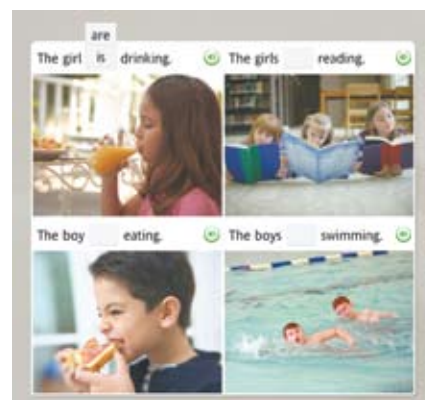 are
The girl is drinking.
The girls reading.
The boy eating.
The boys swimming.